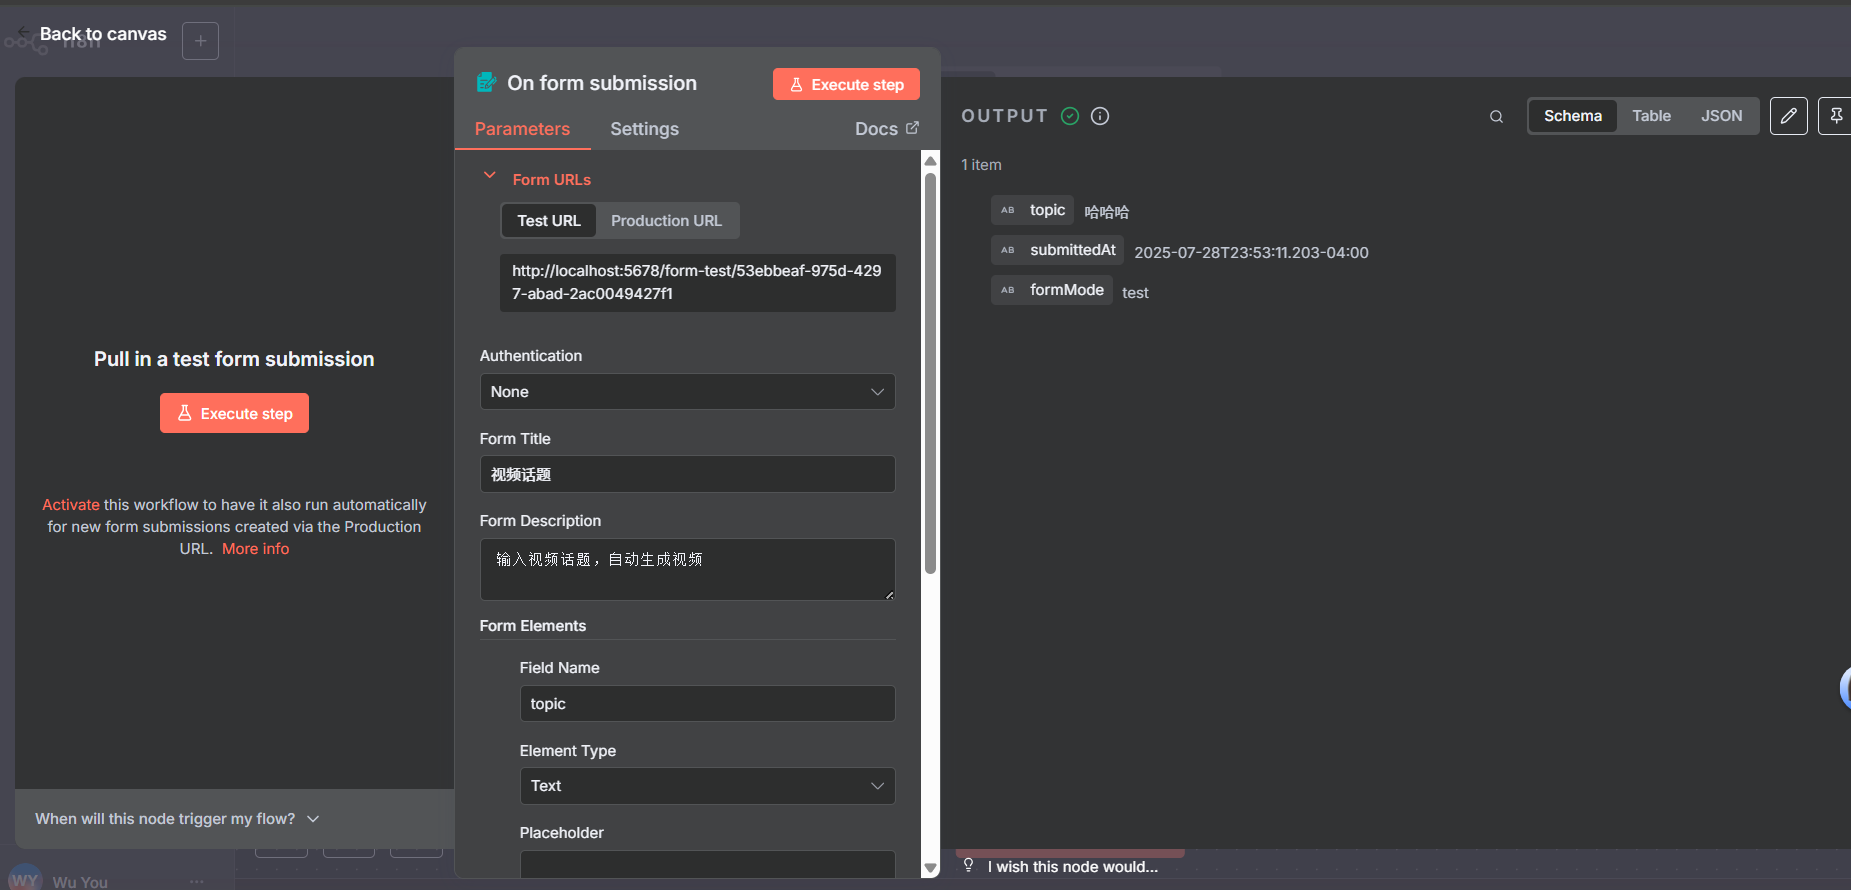 Back to canvas
n8n
On form submission
Execute step
Parameters
Settings
Docs
Form URLs
Test URL
Production URL
http://localhost:5678/form-test/53ebbeaf-975d-429
7-abad-2ac0049427f1
Authentication
None
Form Title
视频话题
Form Description
输入视频话题，自动生成视频
Form Elements
Field Name
topic
Element Type
Text
Placeholder
Pull in a test form submission
Execute step
Activate this workflow to have it also run automatically
for new form submissions created via the Production
URL. More info
When will this node trigger my flow?
WY
Wu You
OUTPUT
Schema
Table
JSON
1 item
AB topic 哈哈哈
AB submittedAt 2025-07-28T23:53:11.203-04:00
AB formMode test
I wish this node would...